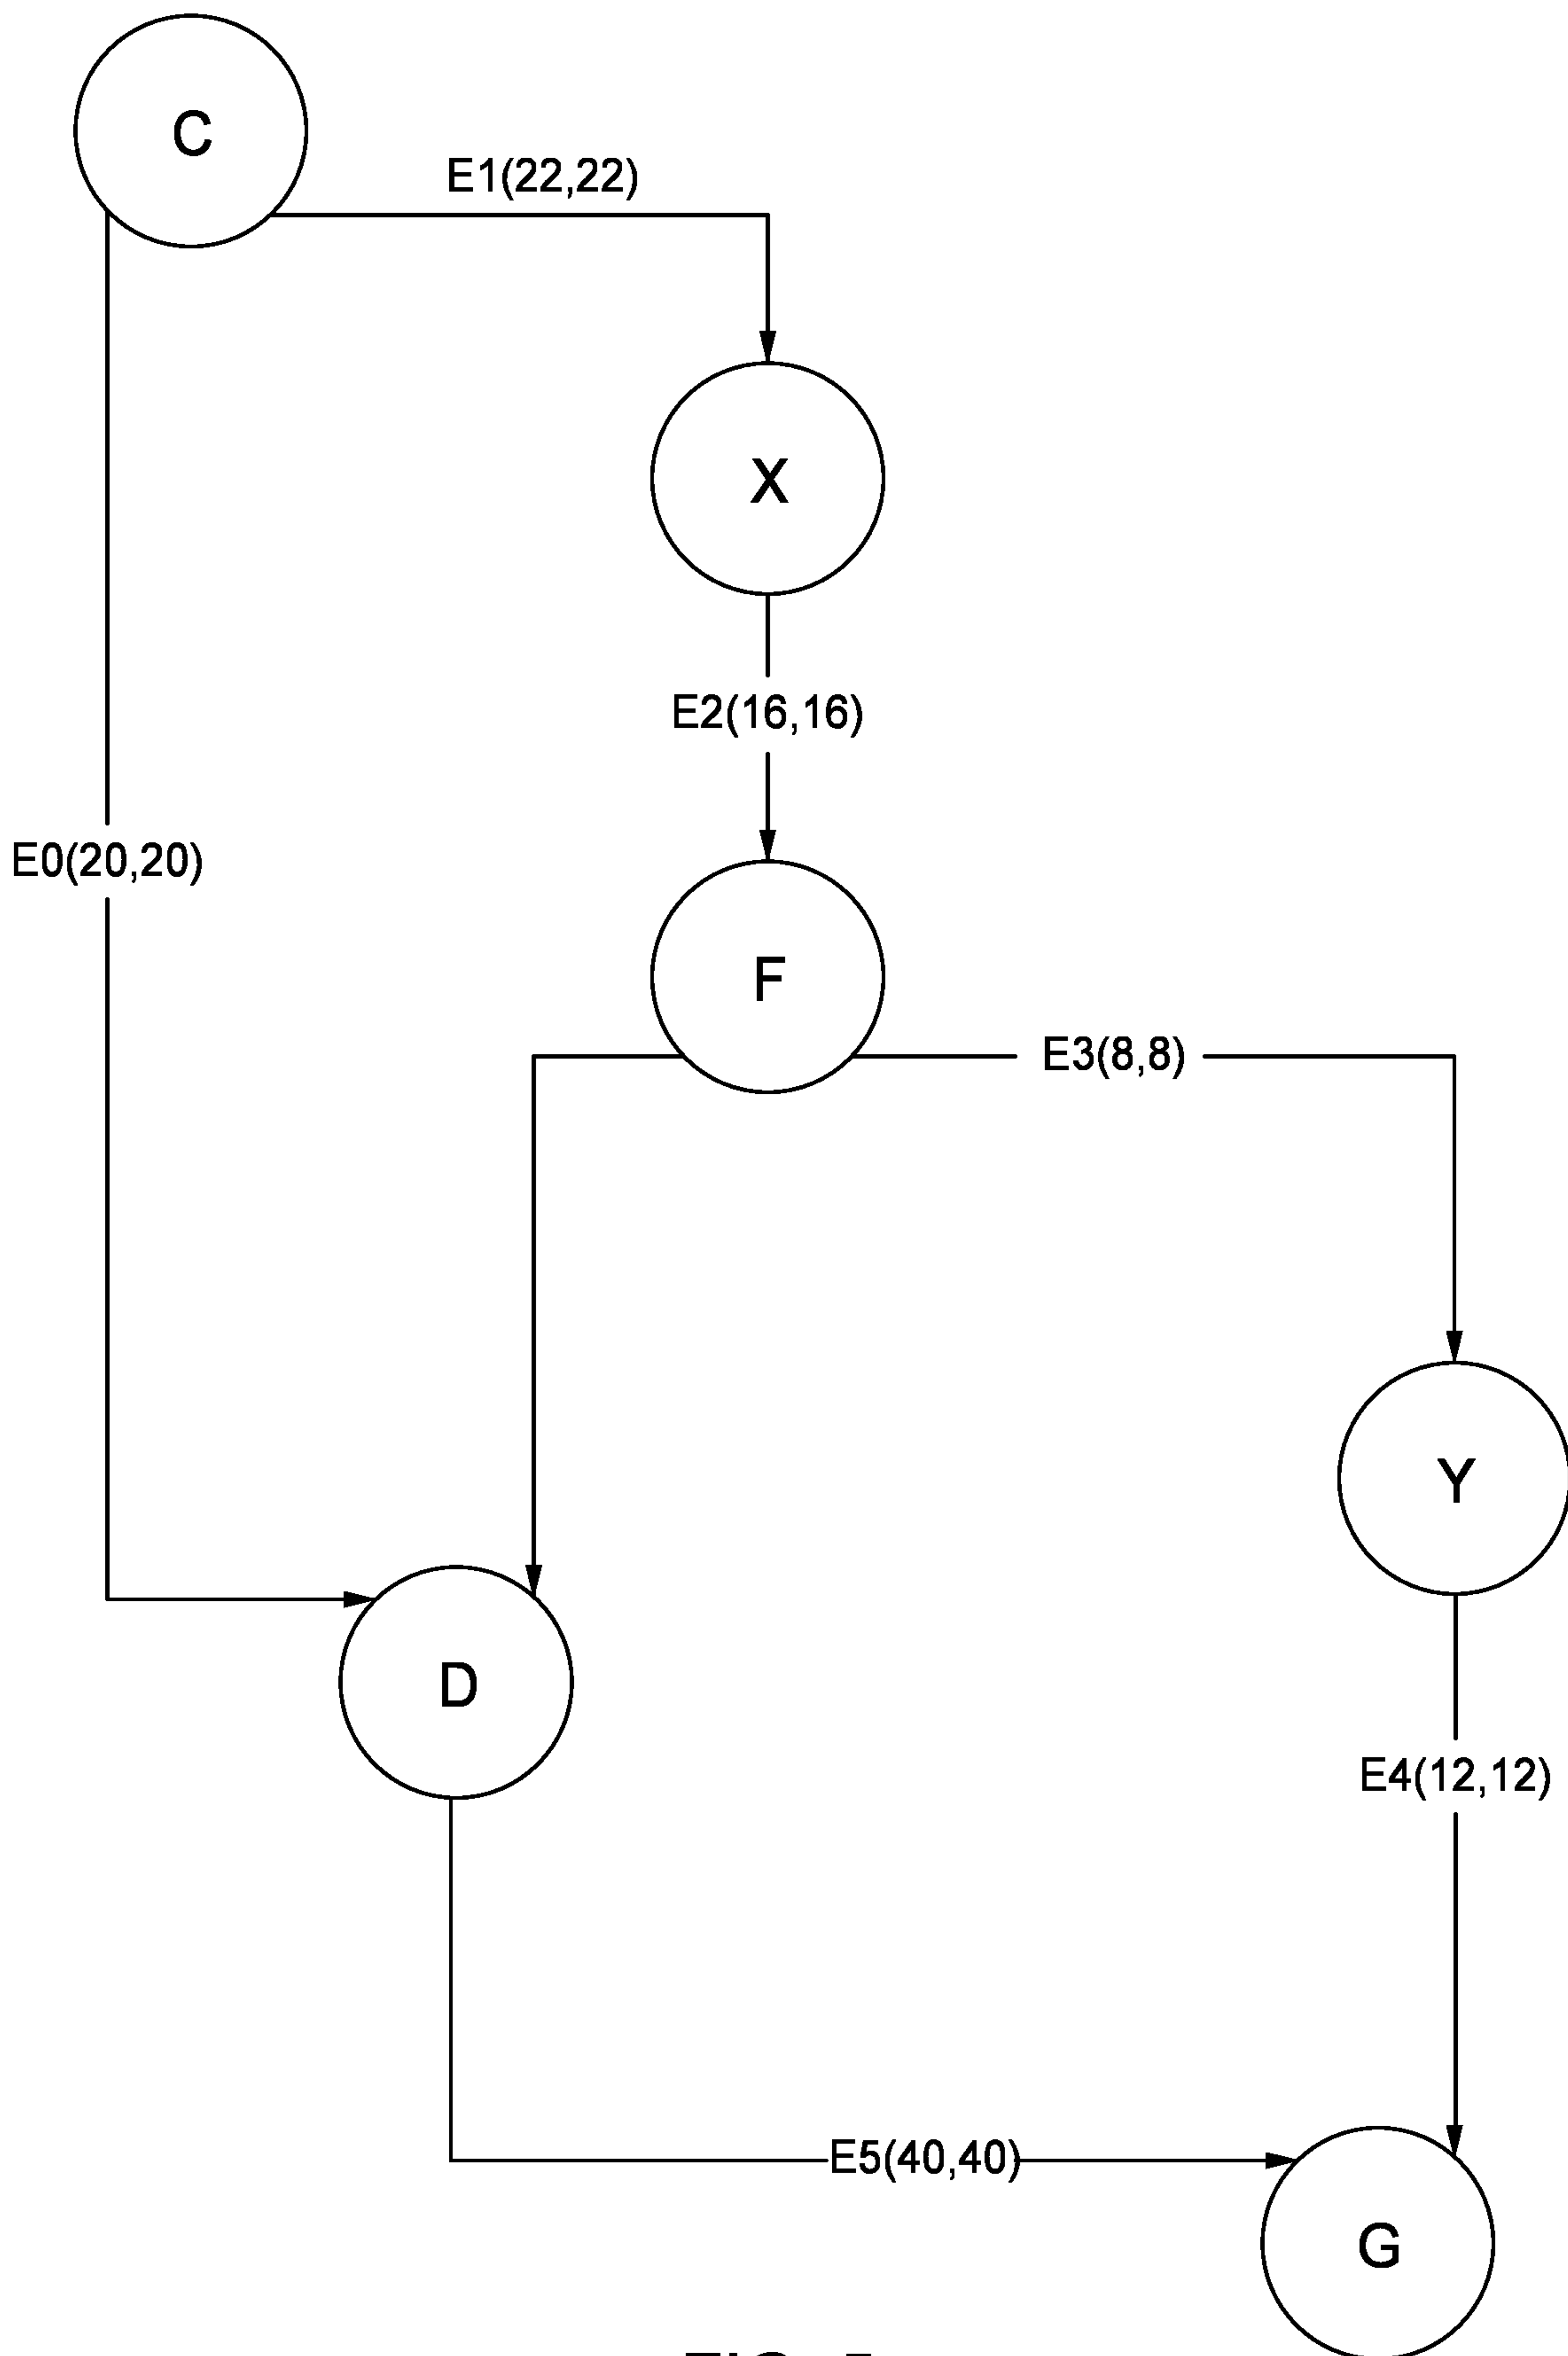 C
E1(22,22)
X
E2(16,16)
E0(20,20)
F
E3(8,8)
Y
D
E4(12,12)
E5(40,40)
G